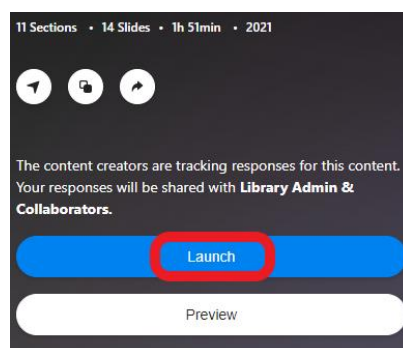 11 Sections • 14 Slides • 1h 51min • 2021
The content creators are tracking responses for this content.
Your responses will be shared with Library Admin &
Collaborators.
Launch
Preview